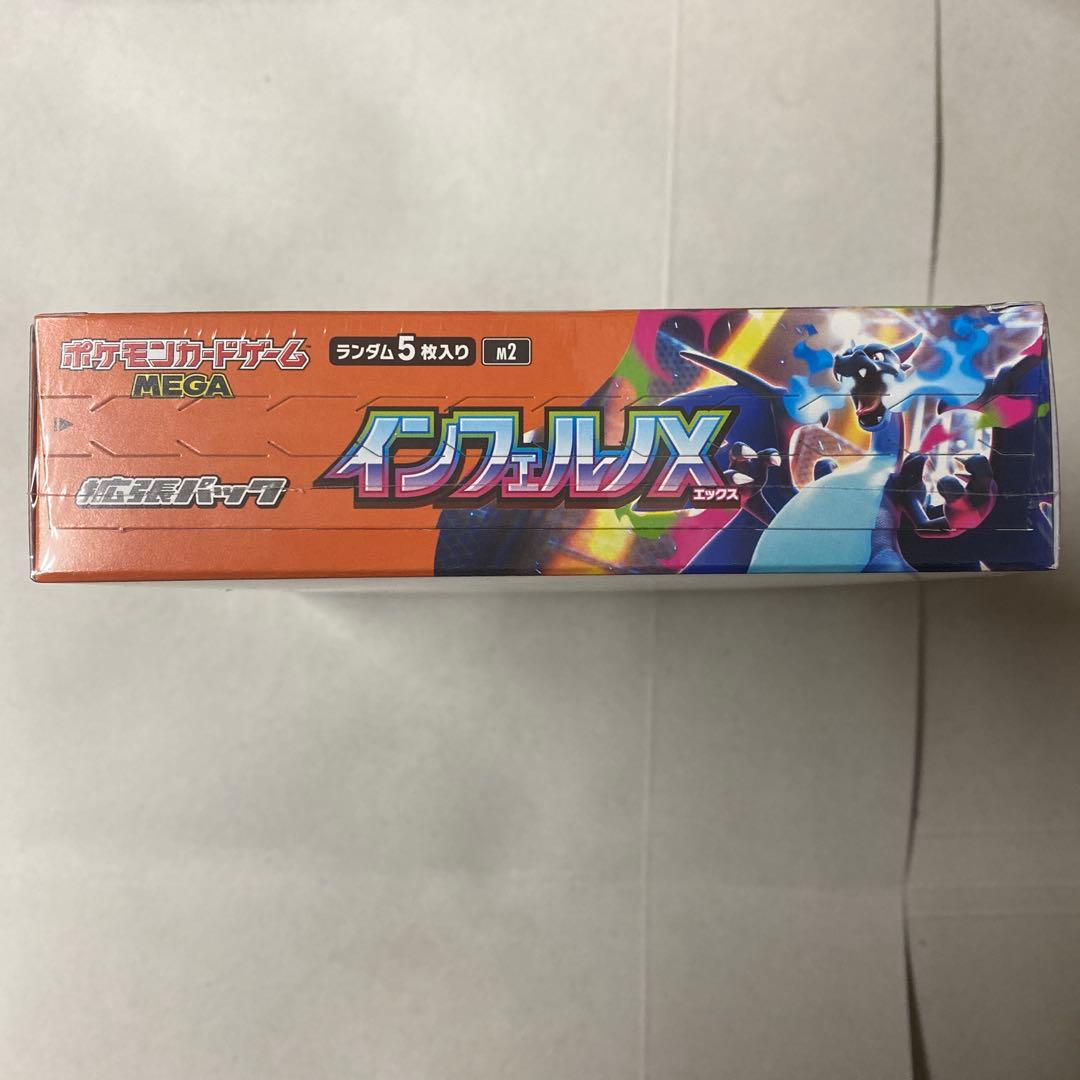 ポケモンカードゲーム
MEGA
ランダム5枚入り
M2
拡張パック
インフェルノX
エックス